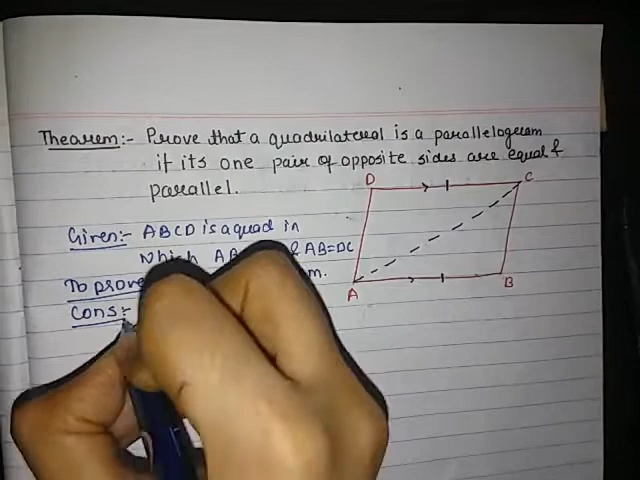 Theorem:- Prove that a quadrilateral is a parallelogram
if its one pair of opposite sides are equal &
parallel.
D
C
Given:- ABCD is a quad in
which AB & AB=DC
To prove m.
A
B
Cons:-